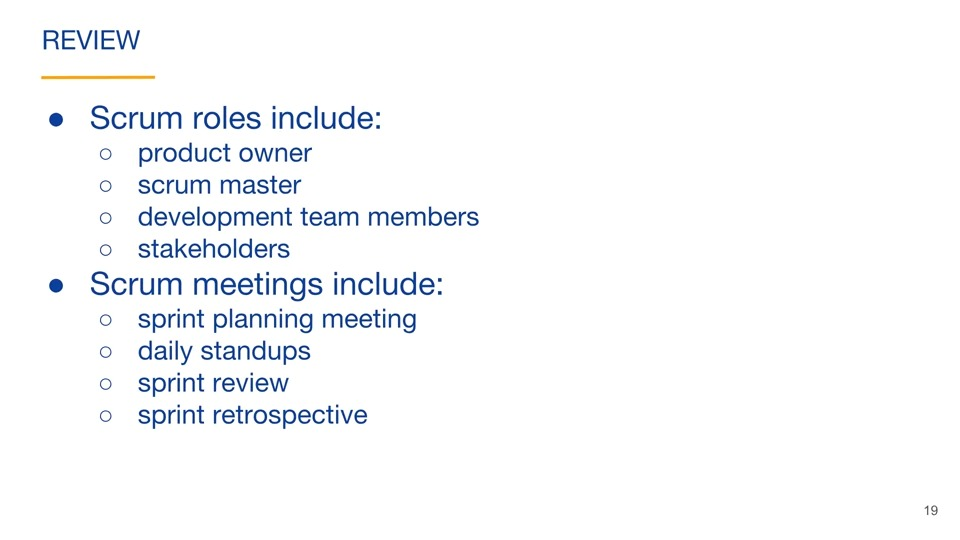 REVIEW
● Scrum roles include:
○ product owner
○ scrum master
○ development team members
○ stakeholders
● Scrum meetings include:
○ sprint planning meeting
○ daily standups
○ sprint review
○ sprint retrospective
19